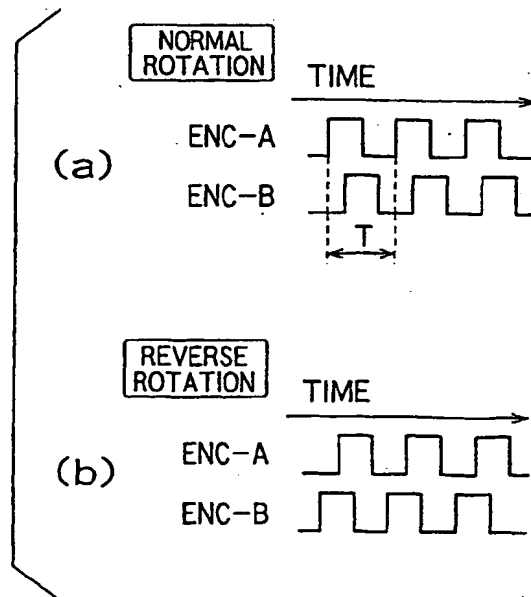 NORMAL
ROTATION
TIME
ENC-A
(a)
ENC-B
T
REVERSE
ROTATION
TIME
ENC-A
(b)
ENC-B